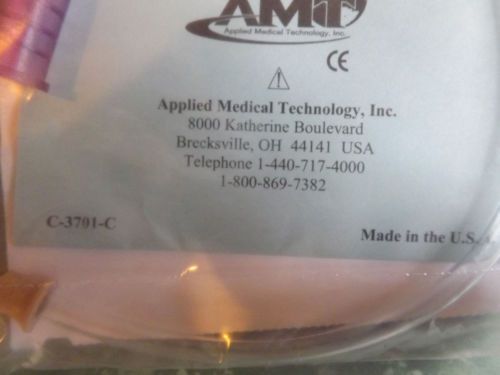 AMT
Applied Medical Technology, Inc.
CE
Applied Medical Technology, Inc.
8000 Katherine Boulevard
Brecksville, OH 44141 USA
Telephone 1-440-717-4000
1-800-869-7382
C-3701-C
Made in the U.S.